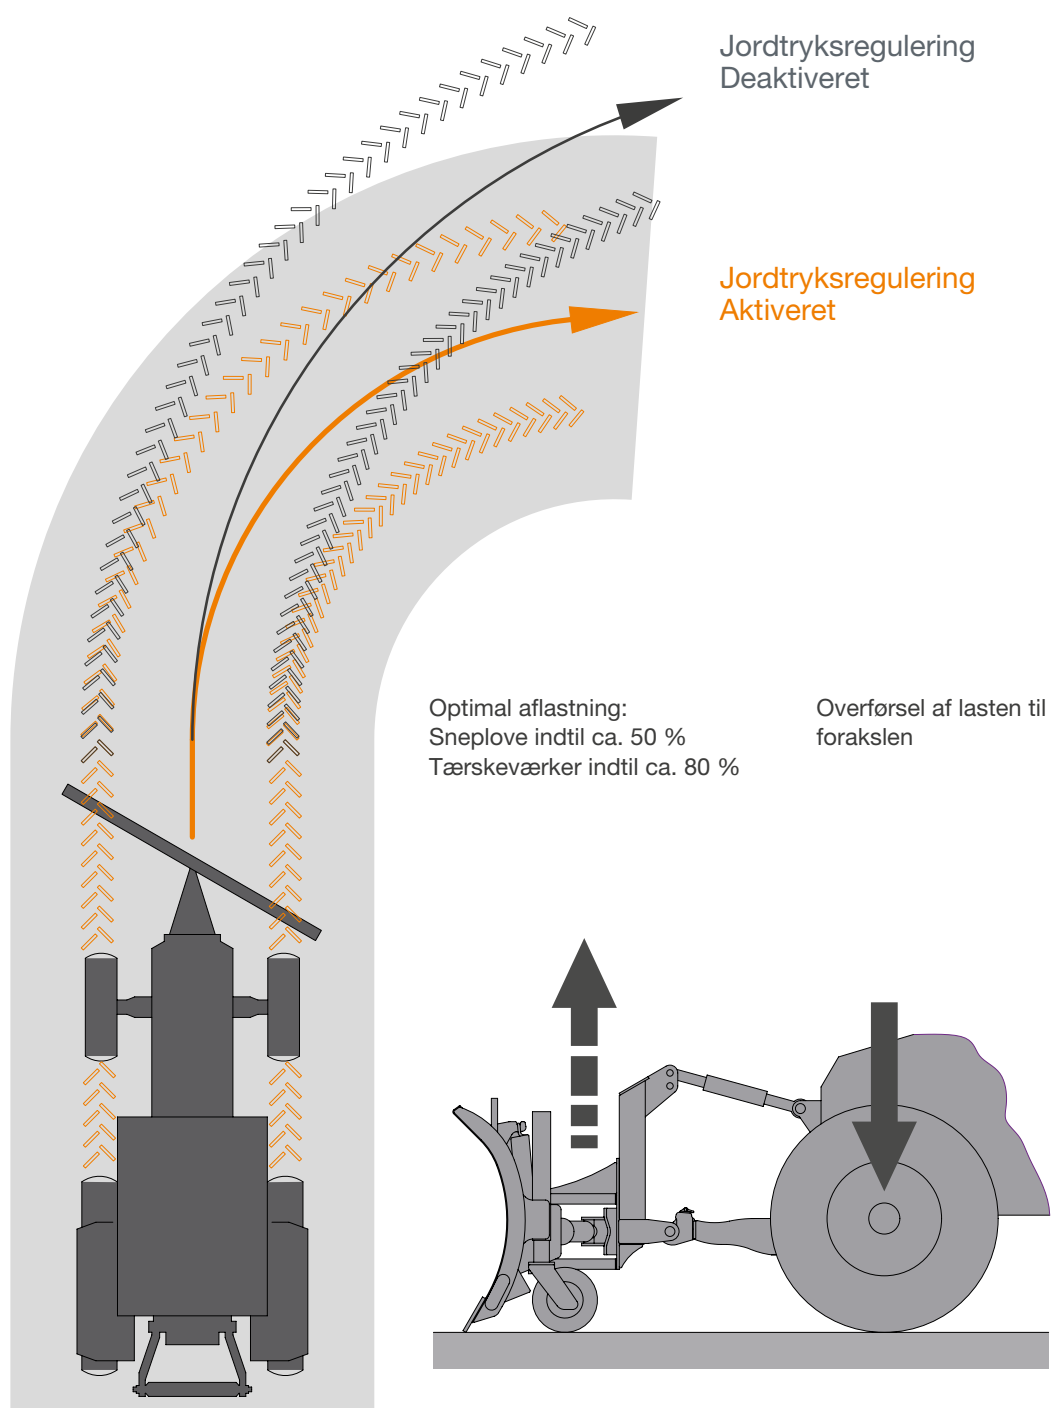 Jordtryksregulering
Deaktiveret
Jordtryksregulering
Aktiveret
Optimal aflastning:
Sneplove indtil ca. 50 %
Tærskeværker indtil ca. 80 %
Overførsel af lasten til
forakslen